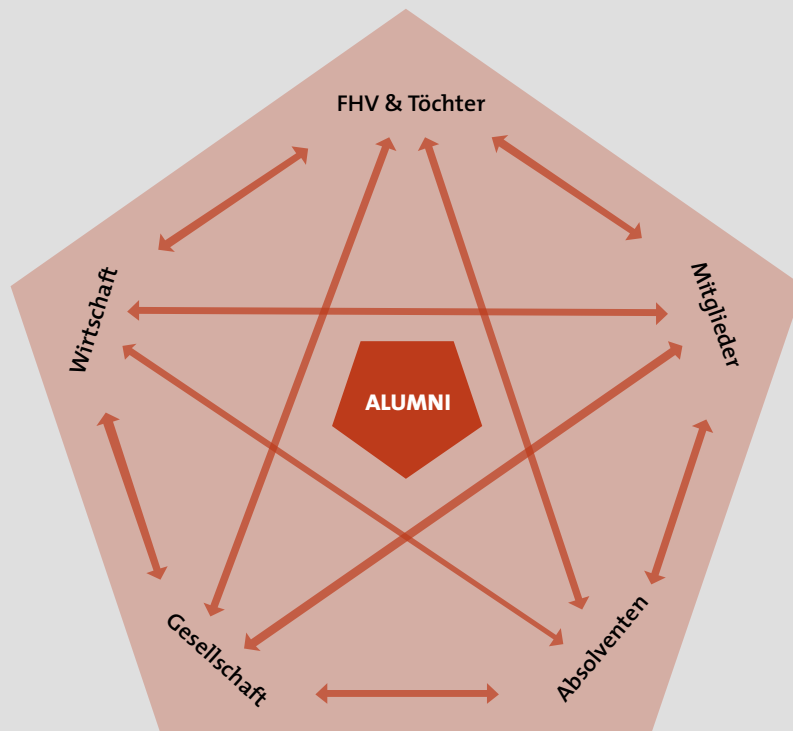 FHV & Töchter
Wirtschaft
Mitglieder
ALUMNI
Gesellschaft
Absolventen